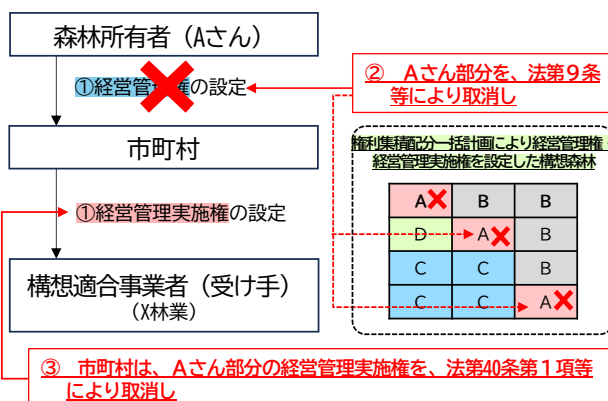 森林所有者（Aさん）
①経営管 権の設定
② Aさん部分を、法第９条
等により取消し
市町村
権利集積配分一括計画により経営管理権・
経営管理実施権を設定した構想森林
A B B
D A B
C C B
C C A
①経営管理実施権の設定
構想適合事業者（受け手）
（X林業）
③ 市町村は、Aさん部分の経営管理実施権を、法第40条第１項等
により取消し